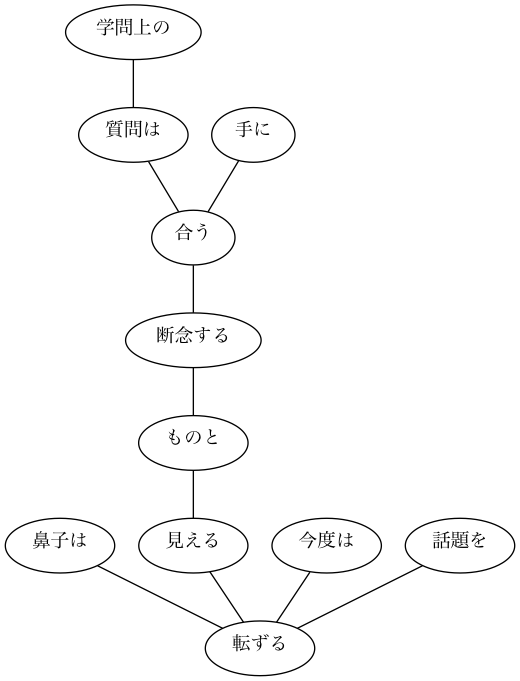 学問上の
質問は 手に
合う
断念する
ものと
鼻子は 見える 今度は 話題を
転ずる